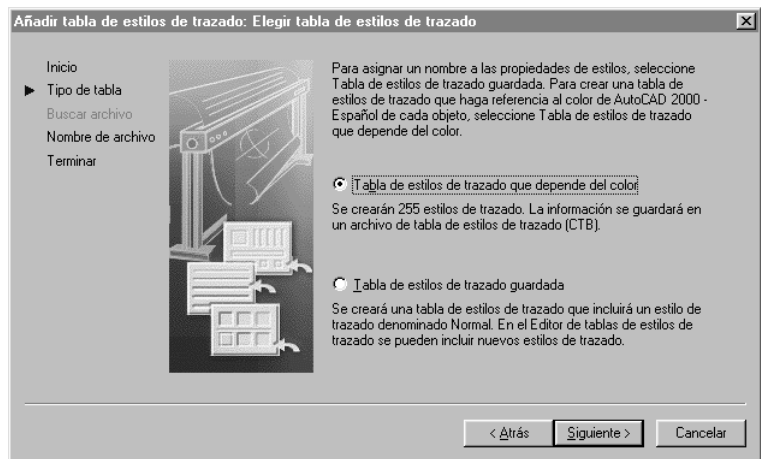 Añadir tabla de estilos de trazado: Elegir tabla de estilos de trazado
Inicio
Tipo de tabla
Buscar archivo
Nombre de archivo
Terminar
Para asignar un nombre a las propiedades de estilos, seleccione
Tabla de estilos de trazado guardada. Para crear una tabla de
estilos de trazado que haga referencia al color de AutoCAD 2000 -
Español de cada objeto, seleccione Tabla de estilos de trazado
que depende del color.
Tabla de estilos de trazado que depende del color
Se crearán 255 estilos de trazado. La información se guardará en
un archivo de tabla de estilos de trazado (CTB).
Tabla de estilos de trazado guardada
Se creará una tabla de estilos de trazado que incluirá un estilo de
trazado denominado Normal. En el Editor de tablas de estilos de
trazado se pueden incluir nuevos estilos de trazado.
< Atrás
Siguiente >
Cancelar